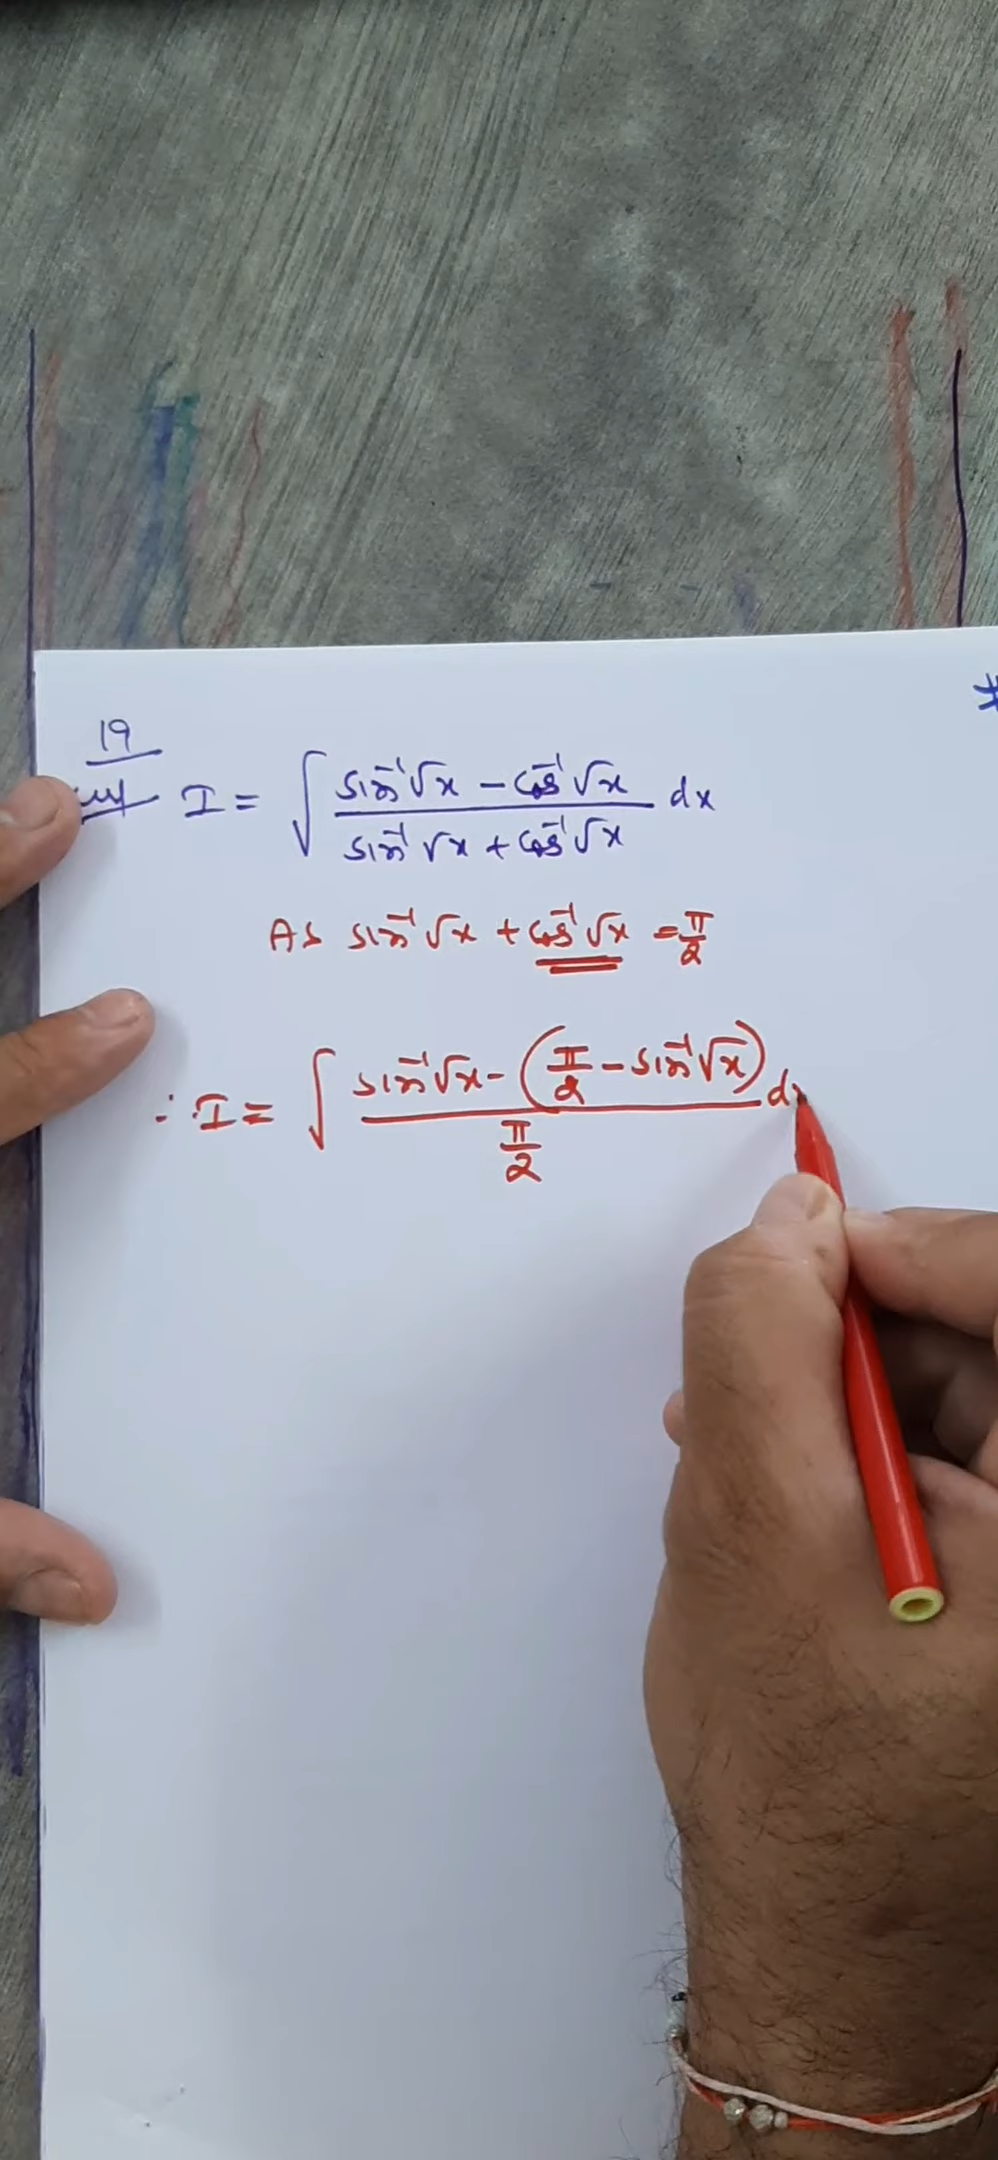 19
I = ∫ (sin⁻¹√x − cos⁻¹√x) / (sin⁻¹√x + cos⁻¹√x) dx
As sin⁻¹√x + cos⁻¹√x = π/2
∴ I = ∫ (sin⁻¹√x − (π/2 − sin⁻¹√x)) / (π/2) dx